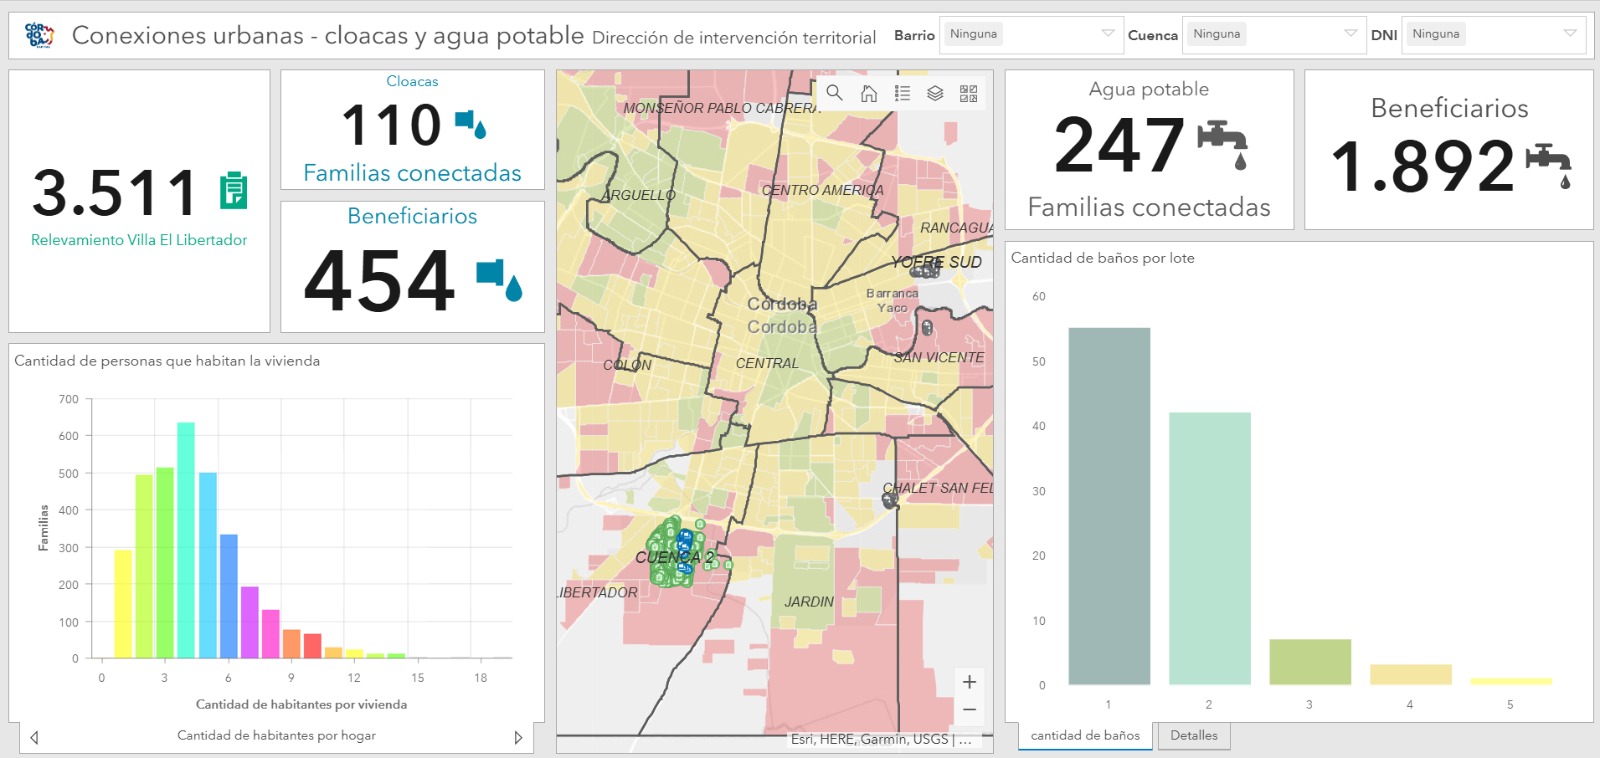 CÓRDOBA
Conexiones urbanas - cloacas y agua potable Dirección de intervención territorial
Barrio Ninguna
Cuenca Ninguna
DNI Ninguna
3.511
Relevamiento Villa El Libertador
Cloacas
110
Familias conectadas
Beneficiarios
454
Cantidad de personas que habitan la vivienda
700
600
500
400
300
200
100
0
Familias
0 3 6 9 12 15 18
Cantidad de habitantes por vivienda
Cantidad de habitantes por hogar
MONSEÑOR PABLO CABRERA
ARGUELLO
CENTRO AMERICA
RANCAGUA
YOFRE SUD
Barranca
Yaco
Córdoba
Cordoba
COLON
CENTRAL
SAN VICENTE
CHALET SAN FEL
CUENCA 2
LIBERTADOR
JARDIN
+
−
Esri, HERE, Garmin, USGS | ...
Agua potable
247
Familias conectadas
Beneficiarios
1.892
Cantidad de baños por lote
60
50
40
30
20
10
0
1 2 3 4 5
cantidad de baños
Detalles